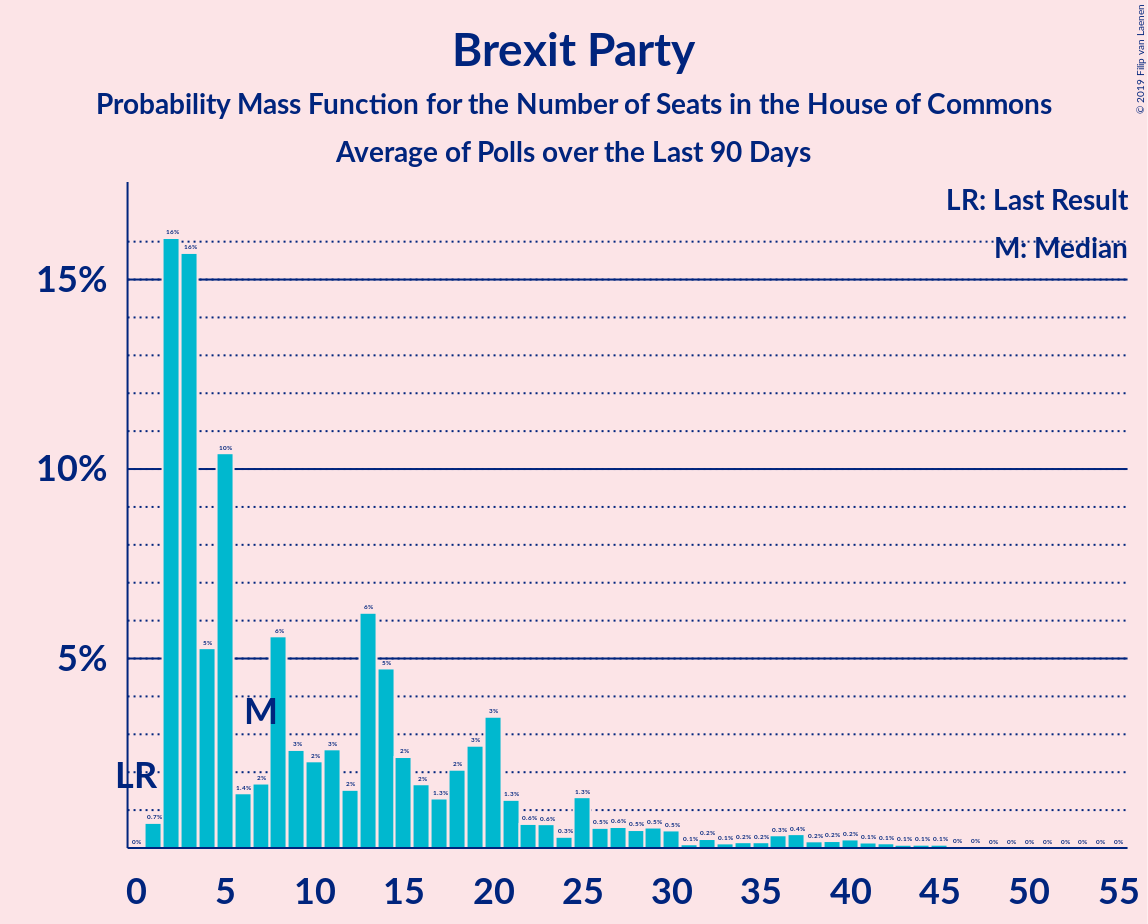 Brexit Party
Probability Mass Function for the Number of Seats in the House of Commons
Average of Polls over the Last 90 Days
© 2019 Filip van Laenen
LR: Last Result
M: Median
15%
10%
5%
LR
M
0% 0.7% 16% 16% 5% 10% 1.4% 2% 6% 3% 2% 3% 2% 6% 5% 2% 2% 1.3% 2% 3% 3% 1.3% 0.6% 0.6% 0.3% 1.3% 0.5% 0.6% 0.5% 0.5% 0.5% 0.1% 0.2% 0.1% 0.2% 0.2% 0.3% 0.4% 0.2% 0.2% 0.2% 0.1% 0.1% 0.1% 0.1% 0.1% 0% 0% 0% 0% 0% 0% 0% 0% 0% 0%
0 5 10 15 20 25 30 35 40 45 50 55